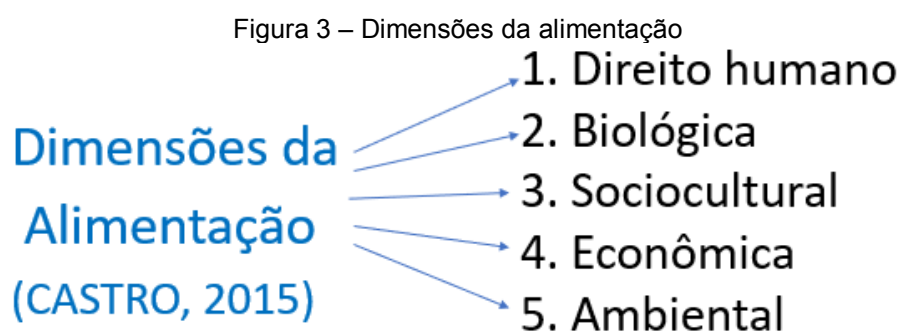 Figura 3 – Dimensões da alimentação
Dimensões da
Alimentação
(CASTRO, 2015)
1. Direito humano
2. Biológica
3. Sociocultural
4. Econômica
5. Ambiental